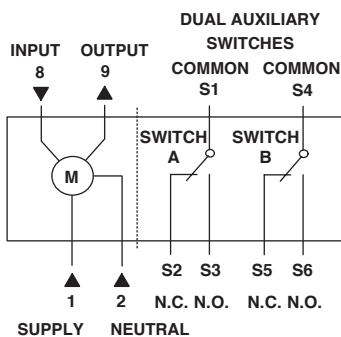 DUAL AUXILIARY
SWITCHES
INPUT OUTPUT
8 9
COMMON COMMON
S1 S4
SWITCH
A
SWITCH
B
M
S2 S3 S5 S6
1 2
N.C. N.O. N.C. N.O.
SUPPLY NEUTRAL